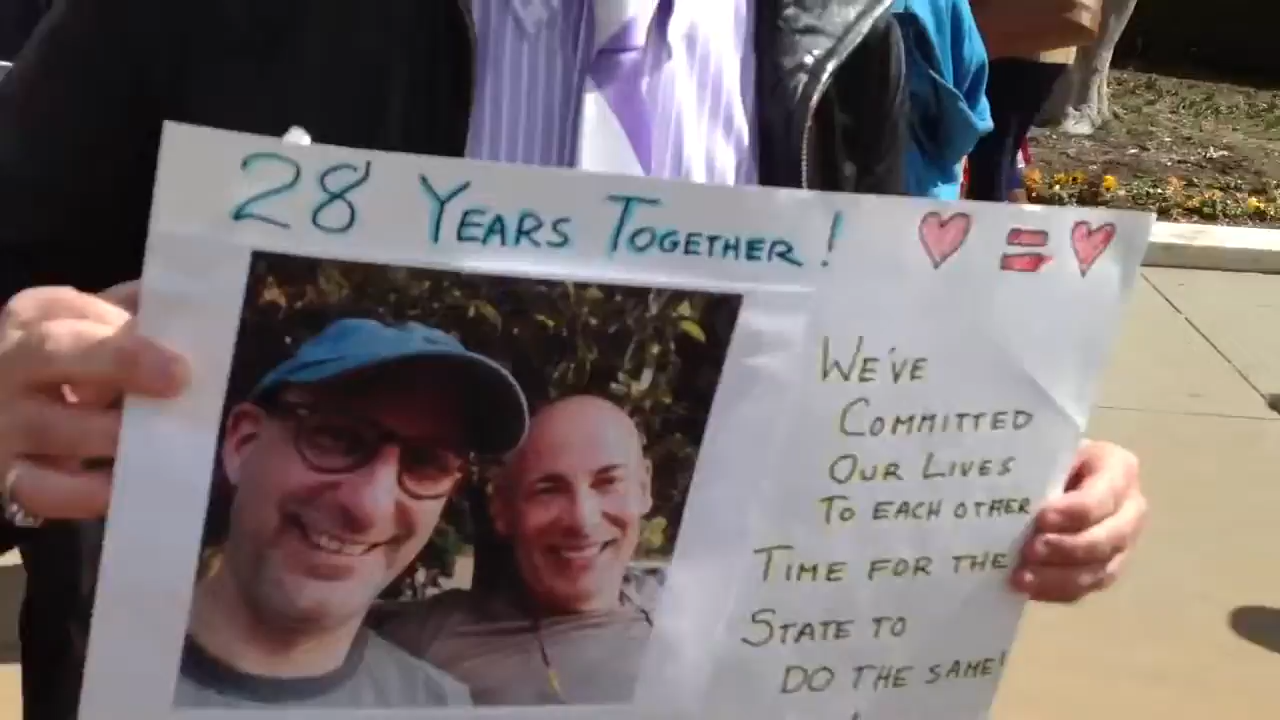 28 YEARS TOGETHER!
WE'VE
COMMITTED
OUR LIVES
TO EACH OTHER
TIME FOR THE
STATE TO
DO THE SAME!